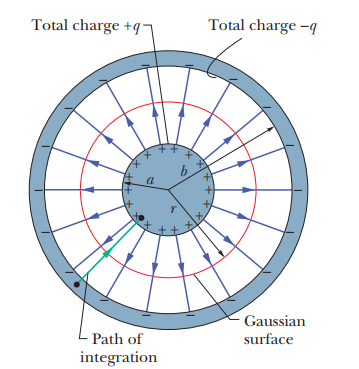 Total charge +q
Total charge –q
a
b
r
Gaussian
surface
Path of
integration